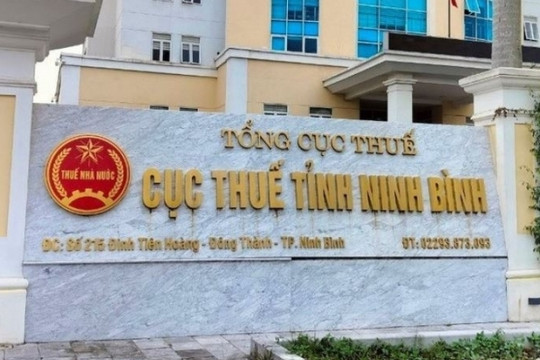 TỔNG CỤC THUẾ
THUẾ NHÀ NƯỚC
CỤC THUẾ TỈNH NINH BÌNH
ĐC: Số 215 Đinh Tiên Hoàng - Đông Thành - TP. Ninh Bình
ĐT: 02293.873.093